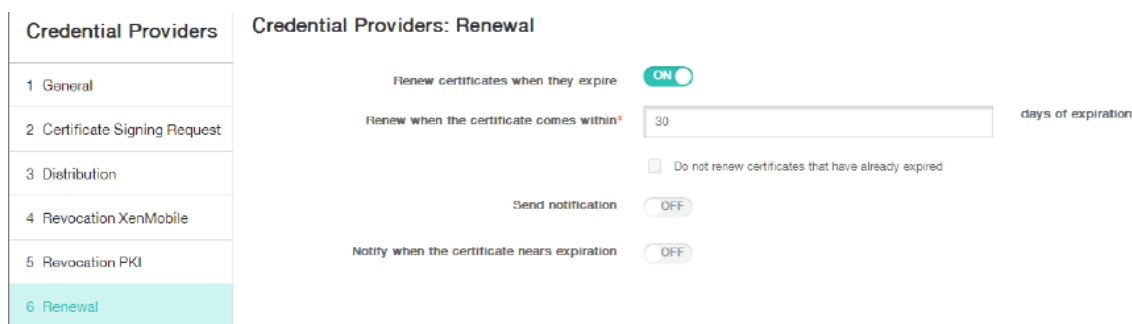 Credential Providers
1 General
2 Certificate Signing Request
3 Distribution
4 Revocation XenMobile
5 Revocation PKI
6 Renewal
Credential Providers: Renewal
Renew certificates when they expire ON
Renew when the certificate comes within* 30 days of expiration
Do not renew certificates that have already expired
Send notification OFF
Notify when the certificate nears expiration OFF